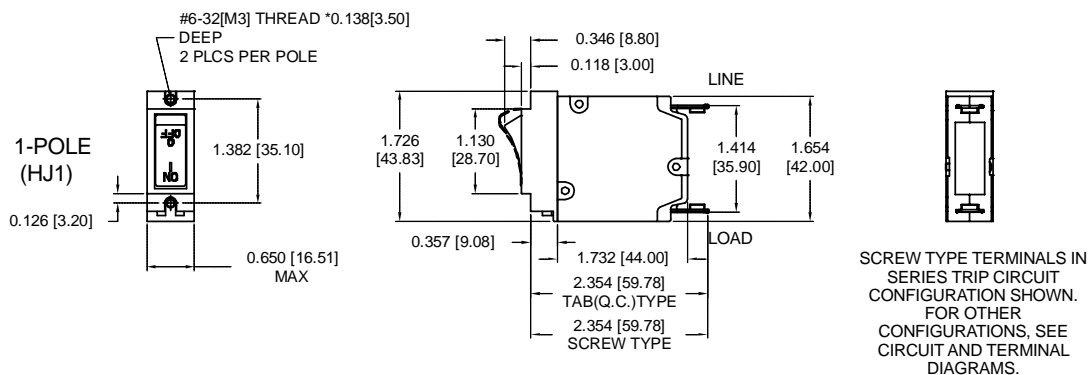 #6-32[M3] THREAD *0.138[3.50]
DEEP
2 PLCS PER POLE
1-POLE
(HJ1)
OFF
O
I
ON
1.382 [35.10]
0.126 [3.20]
0.650 [16.51]
MAX
0.346 [8.80]
0.118 [3.00]
LINE
1.726
[43.83]
1.130
[28.70]
1.414
[35.90]
1.654
[42.00]
LOAD
0.357 [9.08]
1.732 [44.00]
2.354 [59.78]
TAB(Q.C.)TYPE
2.354 [59.78]
SCREW TYPE
SCREW TYPE TERMINALS IN
SERIES TRIP CIRCUIT
CONFIGURATION SHOWN.
FOR OTHER
CONFIGURATIONS, SEE
CIRCUIT AND TERMINAL
DIAGRAMS.